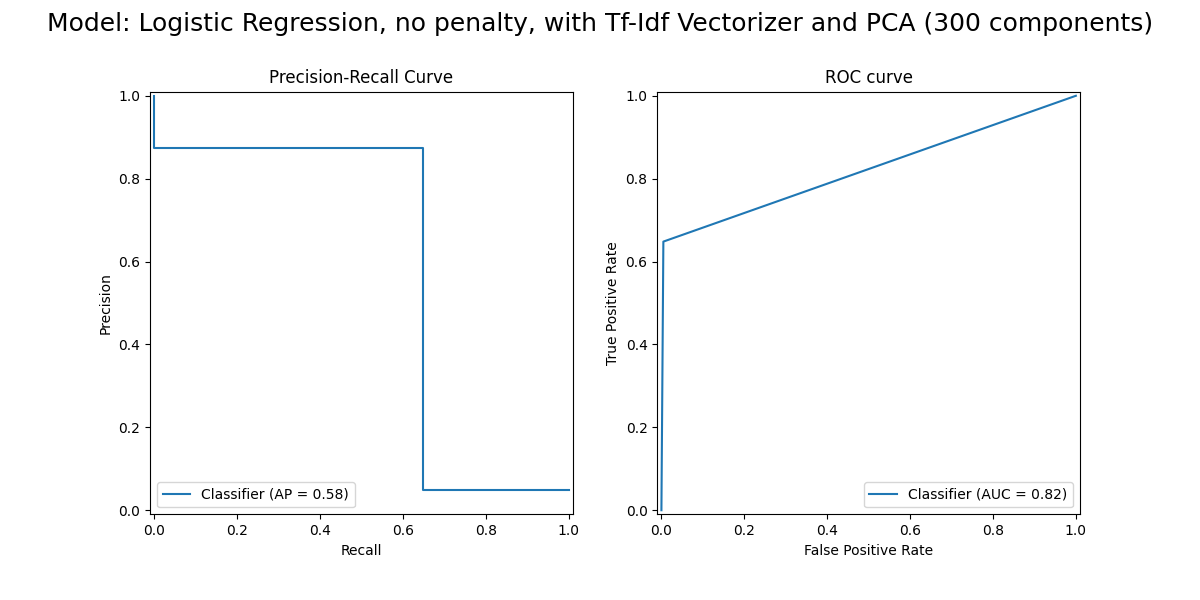 Model: Logistic Regression, no penalty, with Tf-Idf Vectorizer and PCA (300 components)
Precision-Recall Curve
1.0
0.8
0.6
0.4
0.2
0.0
Precision
Classifier (AP = 0.58)
0.0 0.2 0.4 0.6 0.8 1.0
Recall
ROC curve
1.0
0.8
0.6
0.4
0.2
0.0
True Positive Rate
Classifier (AUC = 0.82)
0.0 0.2 0.4 0.6 0.8 1.0
False Positive Rate